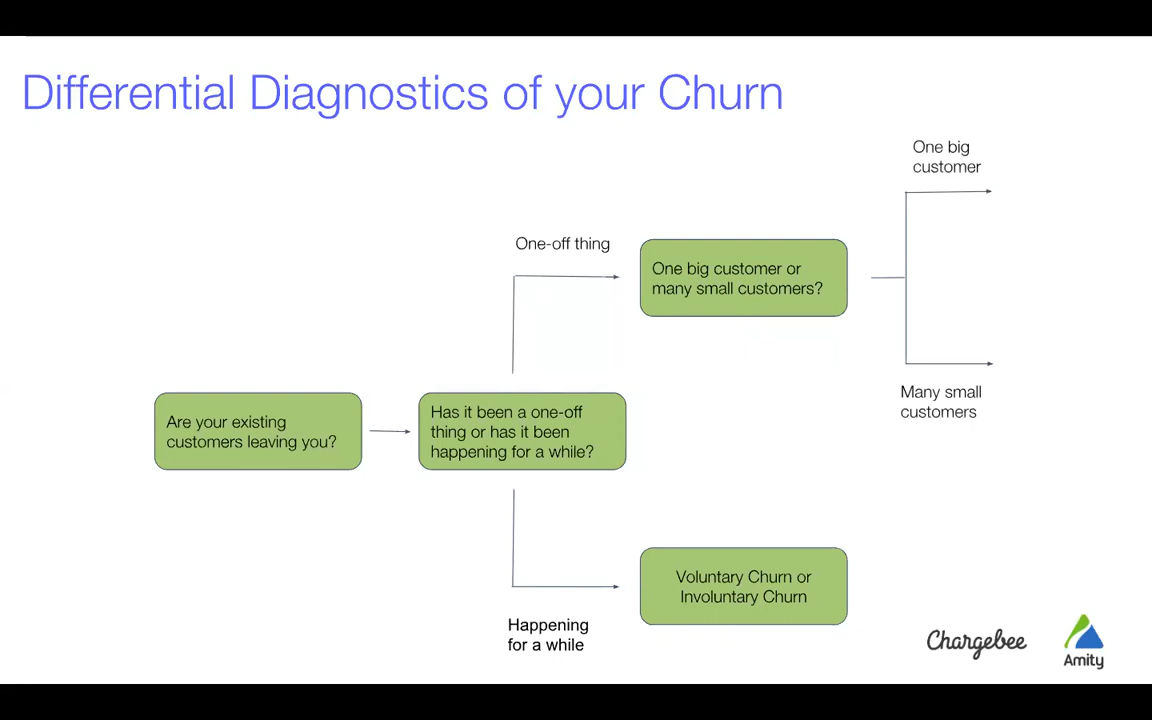 Differential Diagnostics of your Churn
One big
customer
One-off thing
One big customer or
many small customers?
Many small
customers
Are your existing
customers leaving you?
Has it been a one-off
thing or has it been
happening for a while?
Voluntary Churn or
Involuntary Churn
Happening
for a while
Chargebee
Amity